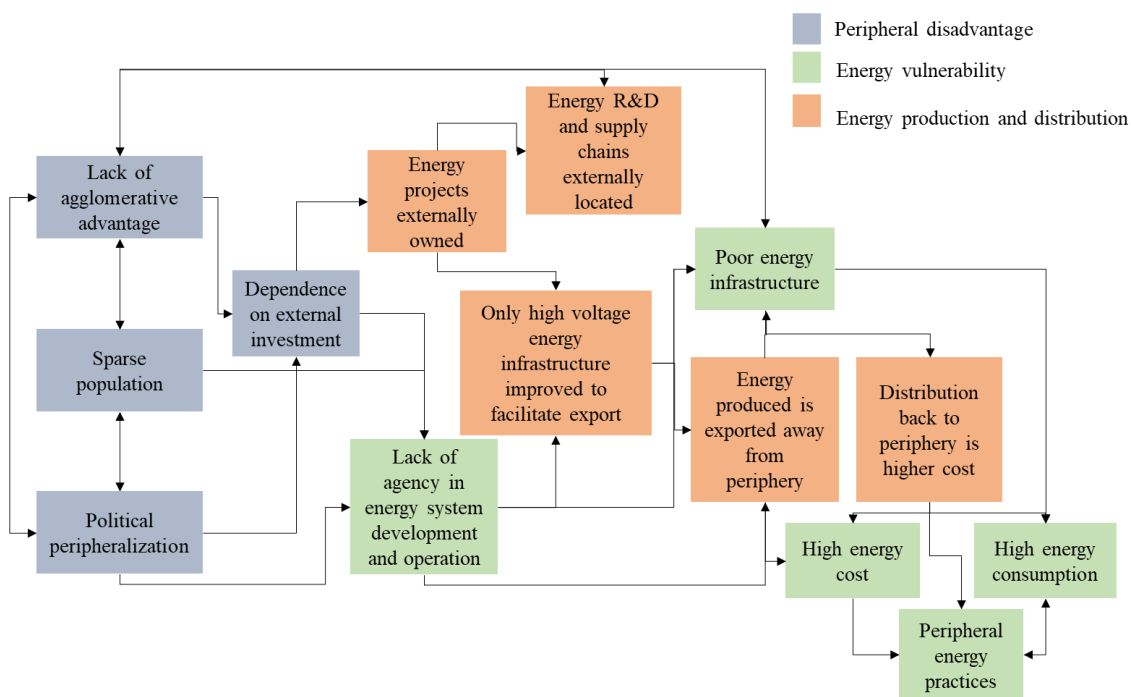 Peripheral disadvantage
Energy vulnerability
Energy production and distribution
Energy R&D
and supply
chains
externally
located
Lack of
agglomerative
advantage
Energy
projects
externally
owned
Poor energy
infrastructure
Dependence
on external
investment
Only high voltage
energy
infrastructure
improved to
facilitate export
Sparse
population
Energy
produced is
exported away
from
periphery
Distribution
back to
periphery is
higher cost
Lack of
agency in
energy system
development
and operation
Political
peripheralization
High energy
cost
High energy
consumption
Peripheral
energy
practices